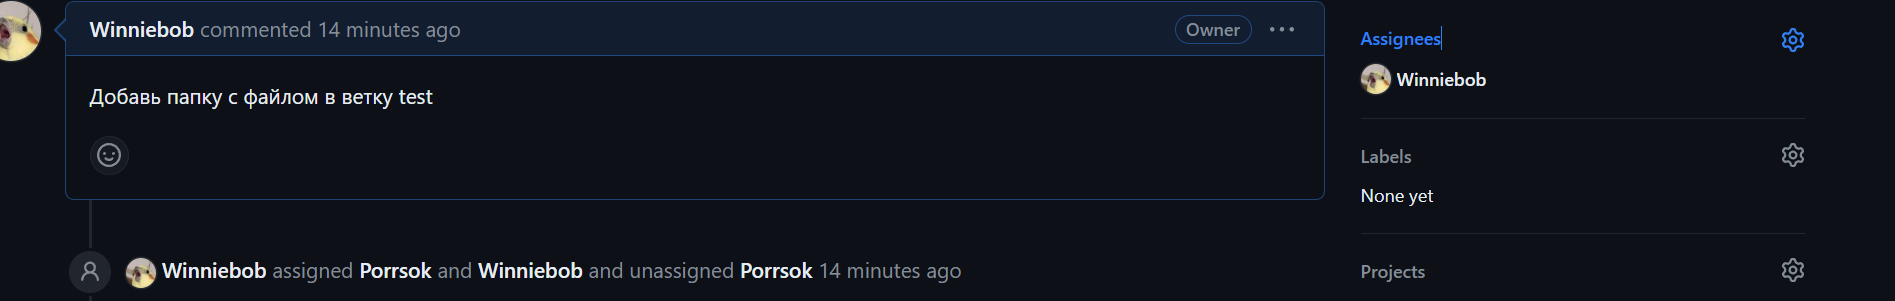 Winniebob commented 14 minutes ago Owner
Assignees
Winniebob
Добавь папку с файлом в ветку test
Labels
None yet
Winniebob assigned Porrsok and Winniebob and unassigned Porrsok 14 minutes ago
Projects